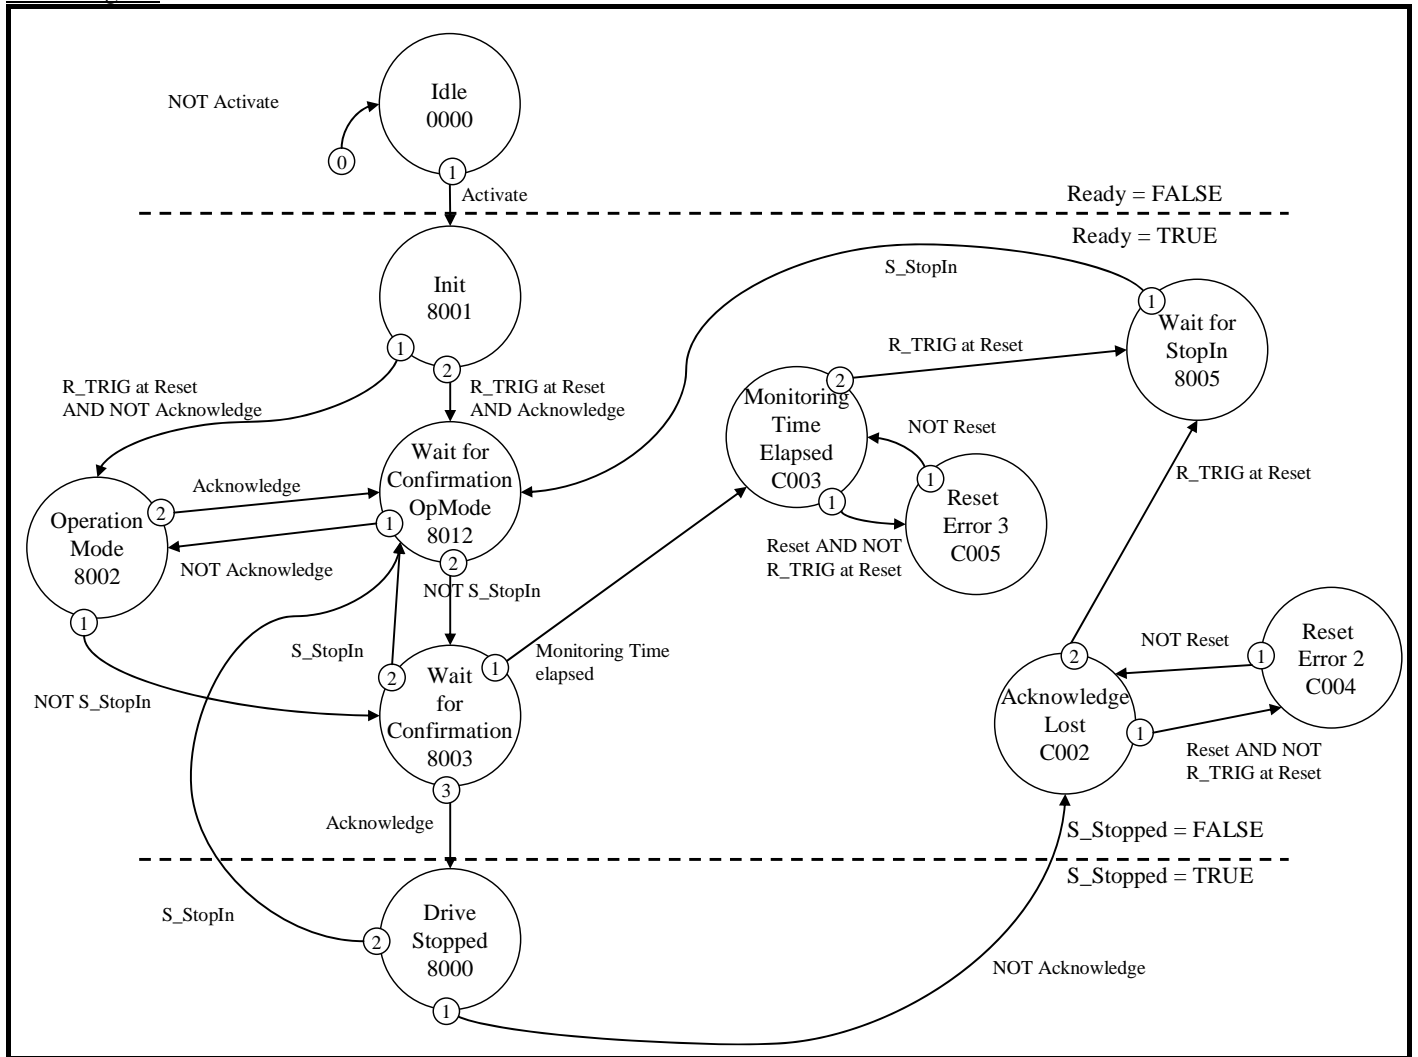 Idle
0000
NOT Activate
0
1
Activate
Ready = FALSE
Ready = TRUE
Init
8001
1
2
R_TRIG at Reset
AND NOT Acknowledge
R_TRIG at Reset
AND Acknowledge
S_StopIn
1
Wait for
StopIn
8005
R_TRIG at Reset
2
Monitoring
Time
Elapsed
C003
1
NOT Reset
1
Reset
Error 3
C005
Reset AND NOT
R_TRIG at Reset
R_TRIG at Reset
Wait for
Confirmation
OpMode
8012
1
2
Acknowledge
2
Operation
Mode
8002
1
NOT Acknowledge
NOT S_StopIn
S_StopIn
2
1
Monitoring Time
elapsed
Wait
for
Confirmation
8003
3
NOT S_StopIn
NOT Reset
1
Reset
Error 2
C004
2
Acknowledge
Lost
C002
1
Reset AND NOT
R_TRIG at Reset
Acknowledge
S_Stopped = FALSE
S_Stopped = TRUE
S_StopIn
2
Drive
Stopped
8000
1
NOT Acknowledge